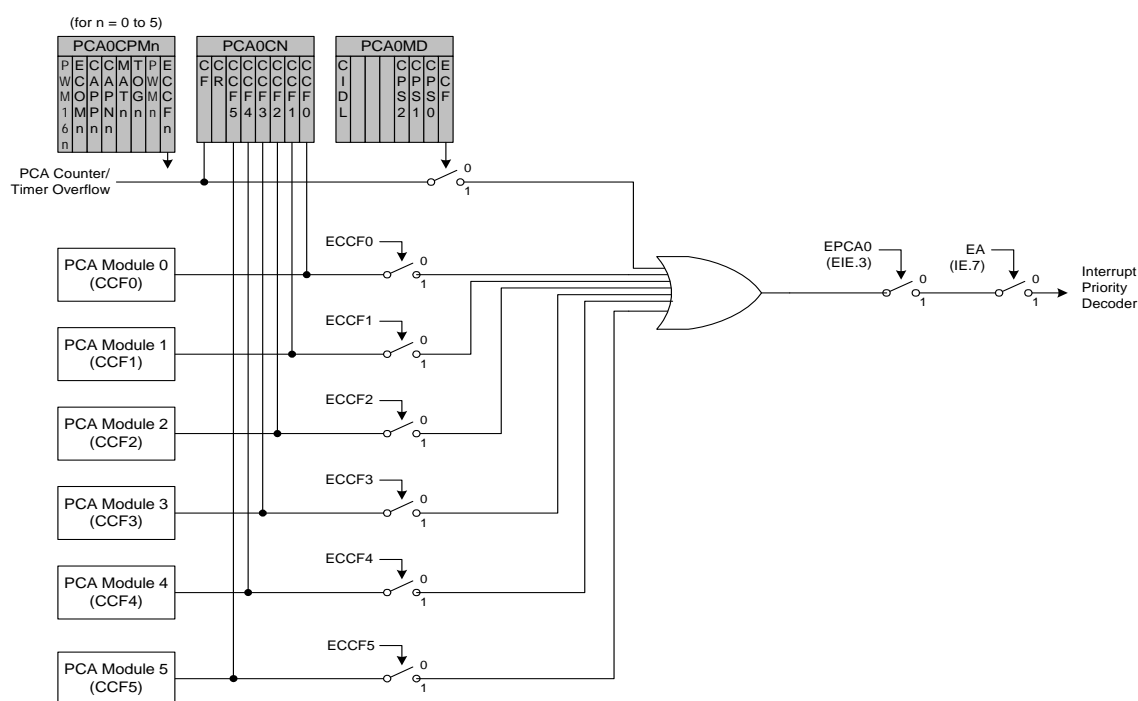 (for n = 0 to 5)
PCA0CPMn
PWM16n
ECOMn
CAPPn
CAPNn
MATn
TOGn
PWMn
ECCFn
PCA0CN
CF
CR
CCF5
CCF4
CCF3
CCF2
CCF1
CCF0
PCA0MD
CIDL
CPS2
CPS1
CPS0
ECF
PCA Counter/
Timer Overflow
0
1
PCA Module 0
(CCF0)
ECCF0
0
1
PCA Module 1
(CCF1)
ECCF1
0
1
PCA Module 2
(CCF2)
ECCF2
0
1
PCA Module 3
(CCF3)
ECCF3
0
1
PCA Module 4
(CCF4)
ECCF4
0
1
PCA Module 5
(CCF5)
ECCF5
0
1
EPCA0
(EIE.3)
0
1
EA
(IE.7)
0
1
Interrupt
Priority
Decoder